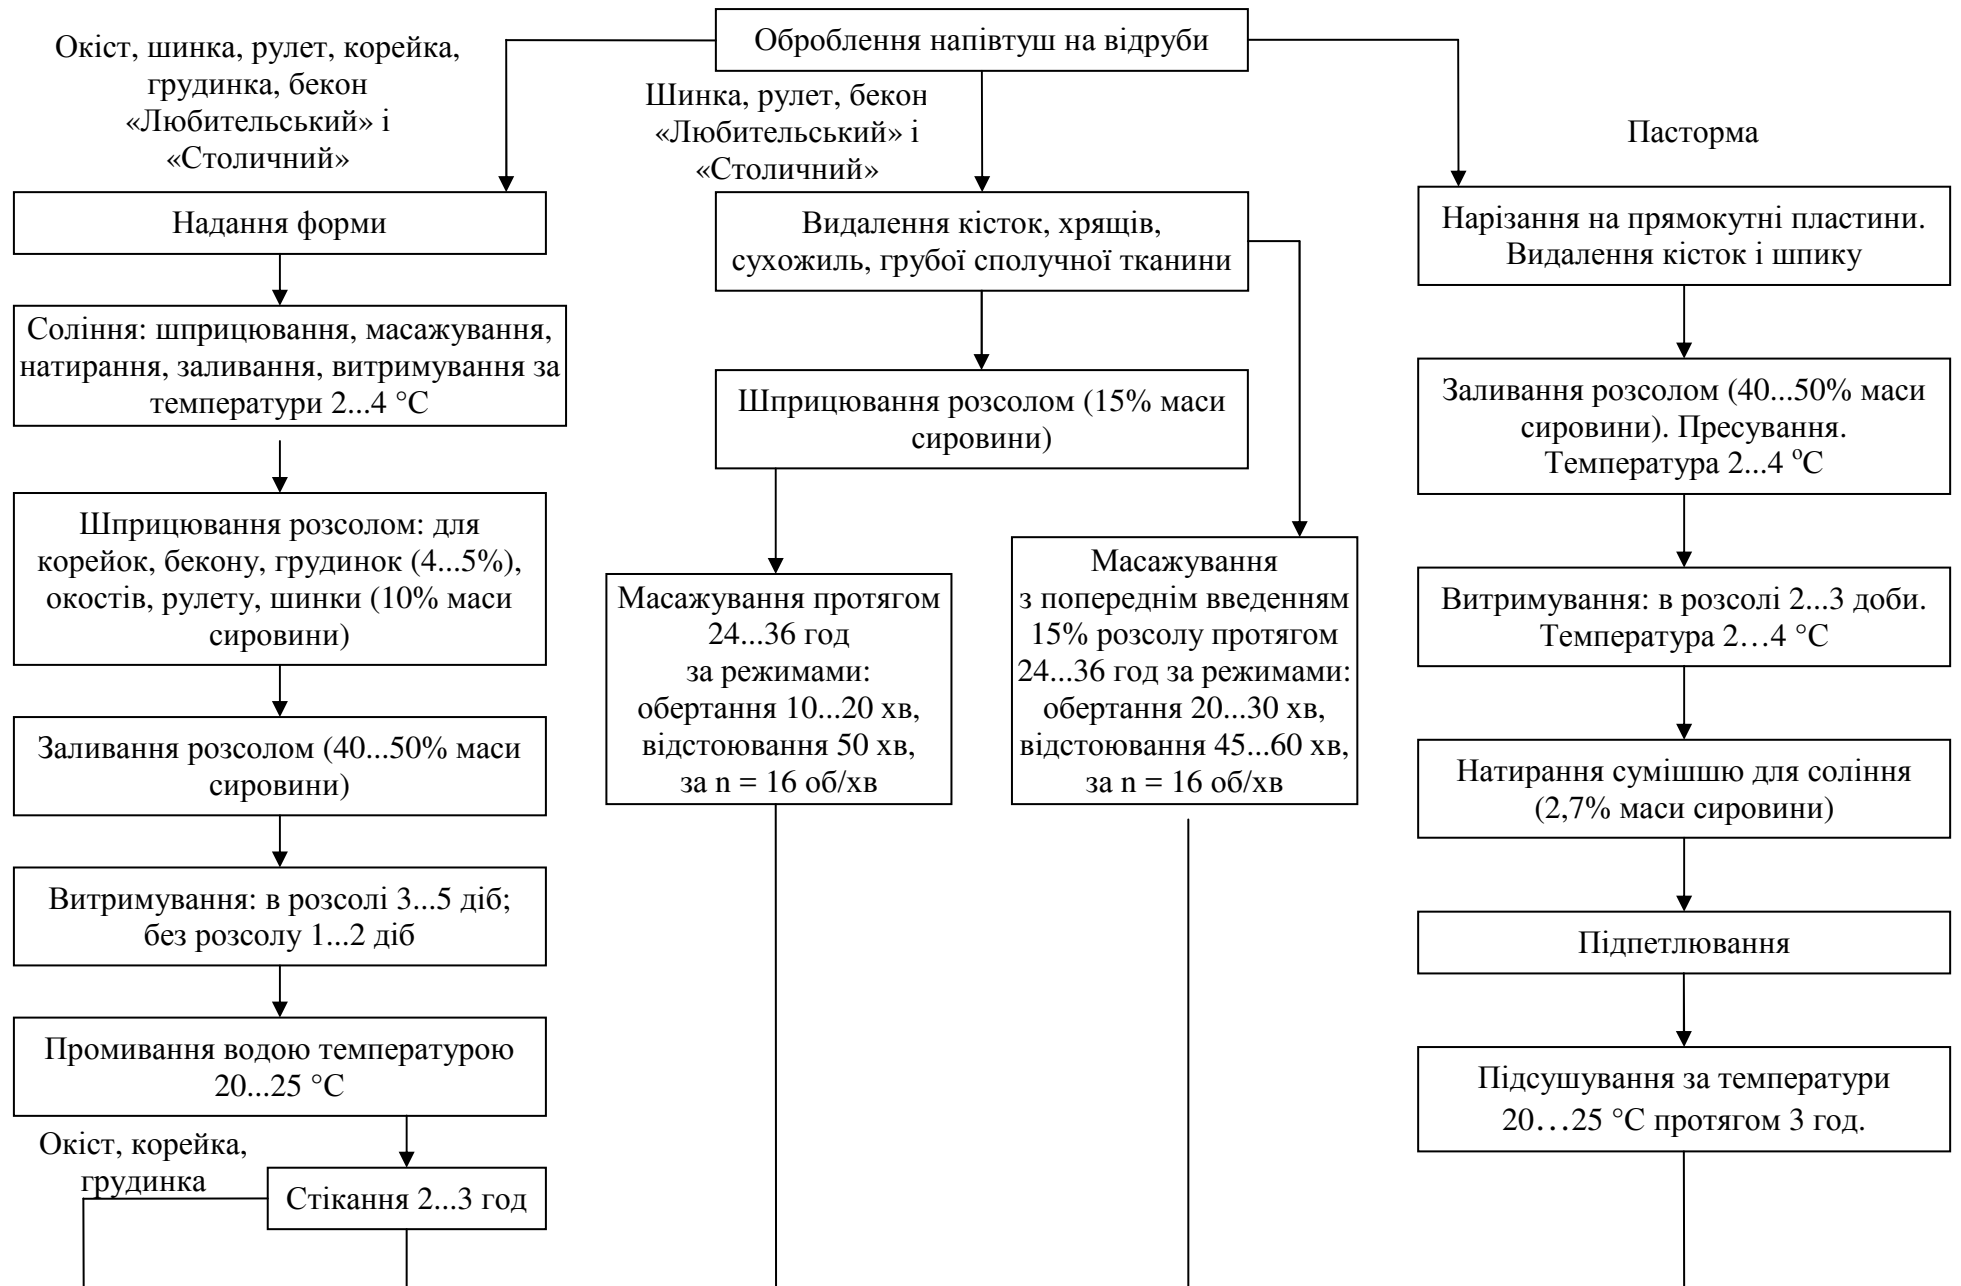 Оброблення напівтуш на відруби
Окіст, шинка, рулет, корейка,
грудинка, бекон
«Любительський» і
«Столичний»
Надання форми
Соління: шприцювання, масажування,
натирання, заливання, витримування за
температури 2...4 °С
Шприцювання розсолом: для
корейок, бекону, грудинок (4...5%),
окостів, рулету, шинки (10% маси
сировини)
Заливання розсолом (40...50% маси
сировини)
Витримування: в розсолі 3...5 діб;
без розсолу 1...2 діб
Промивання водою температурою
20...25 °С
Окіст, корейка,
грудинка
Стікання 2...3 год
Шинка, рулет, бекон
«Любительський» і
«Столичний»
Видалення кісток, хрящів,
сухожиль, грубої сполучної тканини
Шприцювання розсолом (15% маси
сировини)
Масажування протягом
24...36 год
за режимами:
обертання 10...20 хв,
відстоювання 50 хв,
за n = 16 об/хв
Масажування
з попереднім введенням
15% розсолу протягом
24...36 год за режимами:
обертання 20...30 хв,
відстоювання 45...60 хв,
за n = 16 об/хв
Пасторма
Нарізання на прямокутні пластини.
Видалення кісток і шпику
Заливання розсолом (40...50% маси
сировини). Пресування.
Температура 2...4 °С
Витримування: в розсолі 2...3 доби.
Температура 2…4 °С
Натирання сумішшю для соління
(2,7% маси сировини)
Підпетлювання
Підсушування за температури
20…25 °С протягом 3 год.